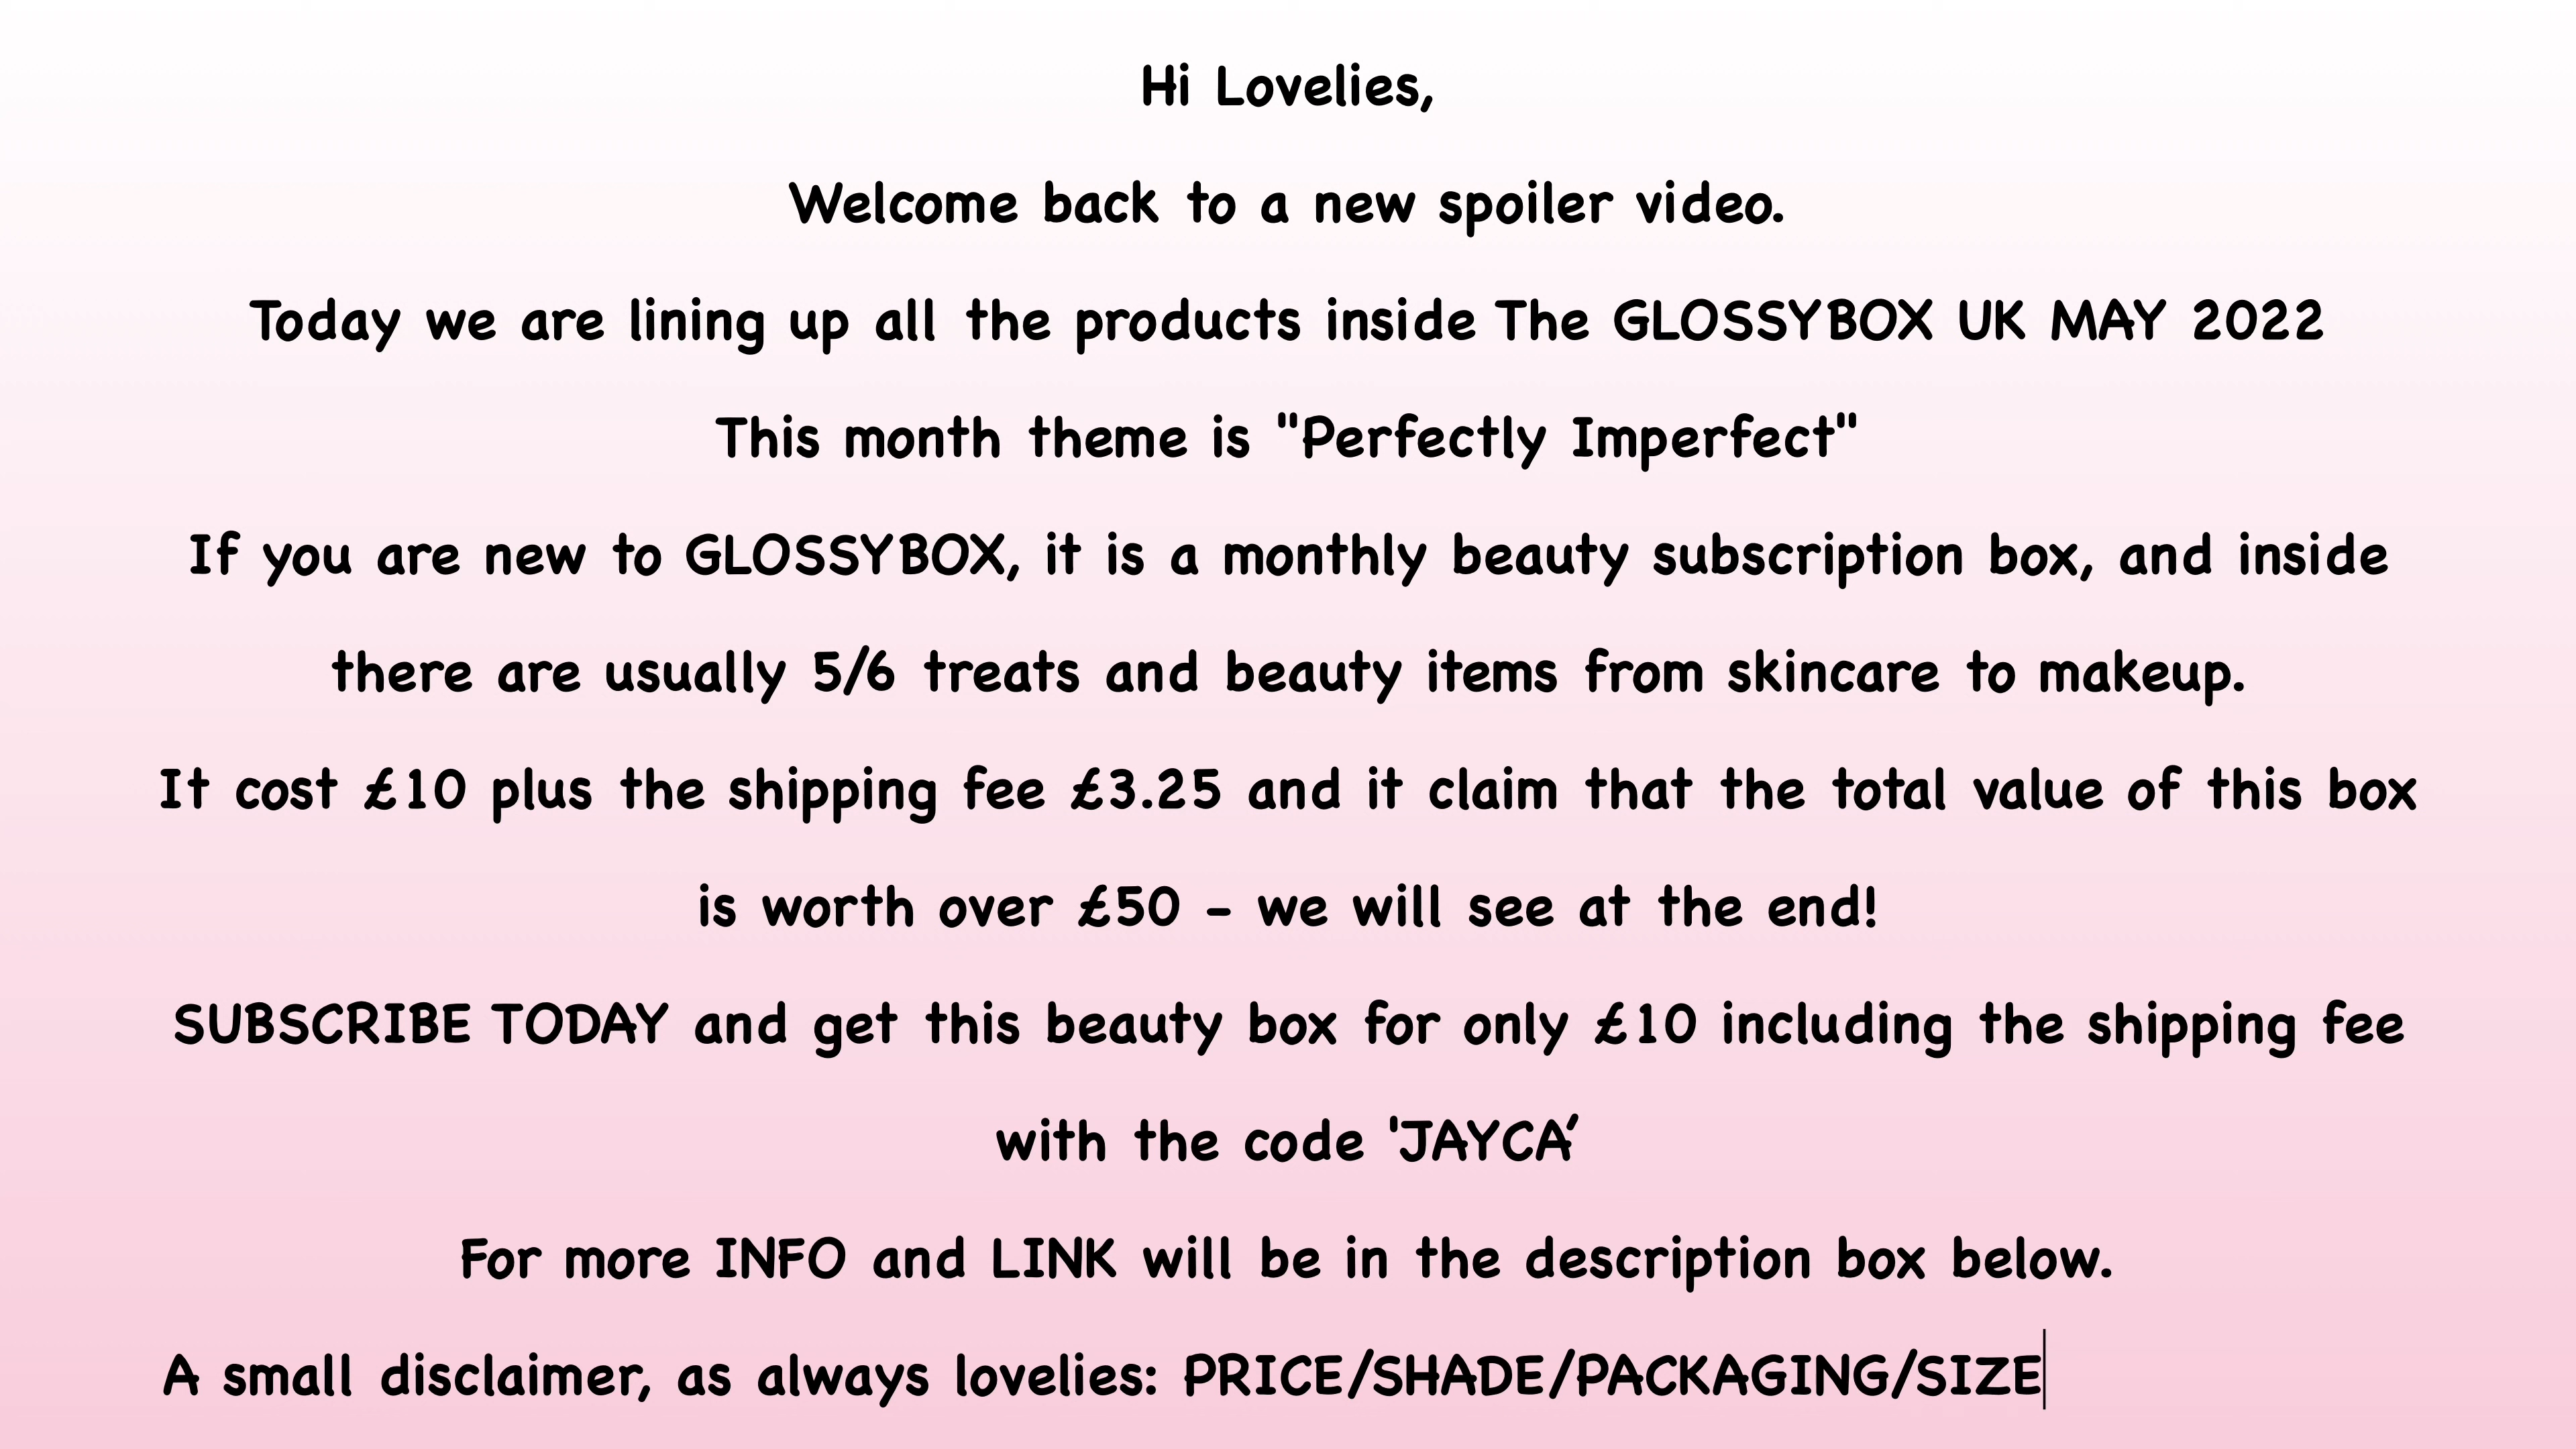 Hi Lovelies,
Welcome back to a new spoiler video.
Today we are lining up all the products inside The GLOSSYBOX UK MAY 2022
This month theme is "Perfectly Imperfect"
If you are new to GLOSSYBOX, it is a monthly beauty subscription box, and inside
there are usually 5/6 treats and beauty items from skincare to makeup.
It cost £10 plus the shipping fee £3.25 and it claim that the total value of this box
is worth over £50 - we will see at the end!
SUBSCRIBE TODAY and get this beauty box for only £10 including the shipping fee
with the code 'JAYCA’
For more INFO and LINK will be in the description box below.
A small disclaimer, as always lovelies: PRICE/SHADE/PACKAGING/SIZE